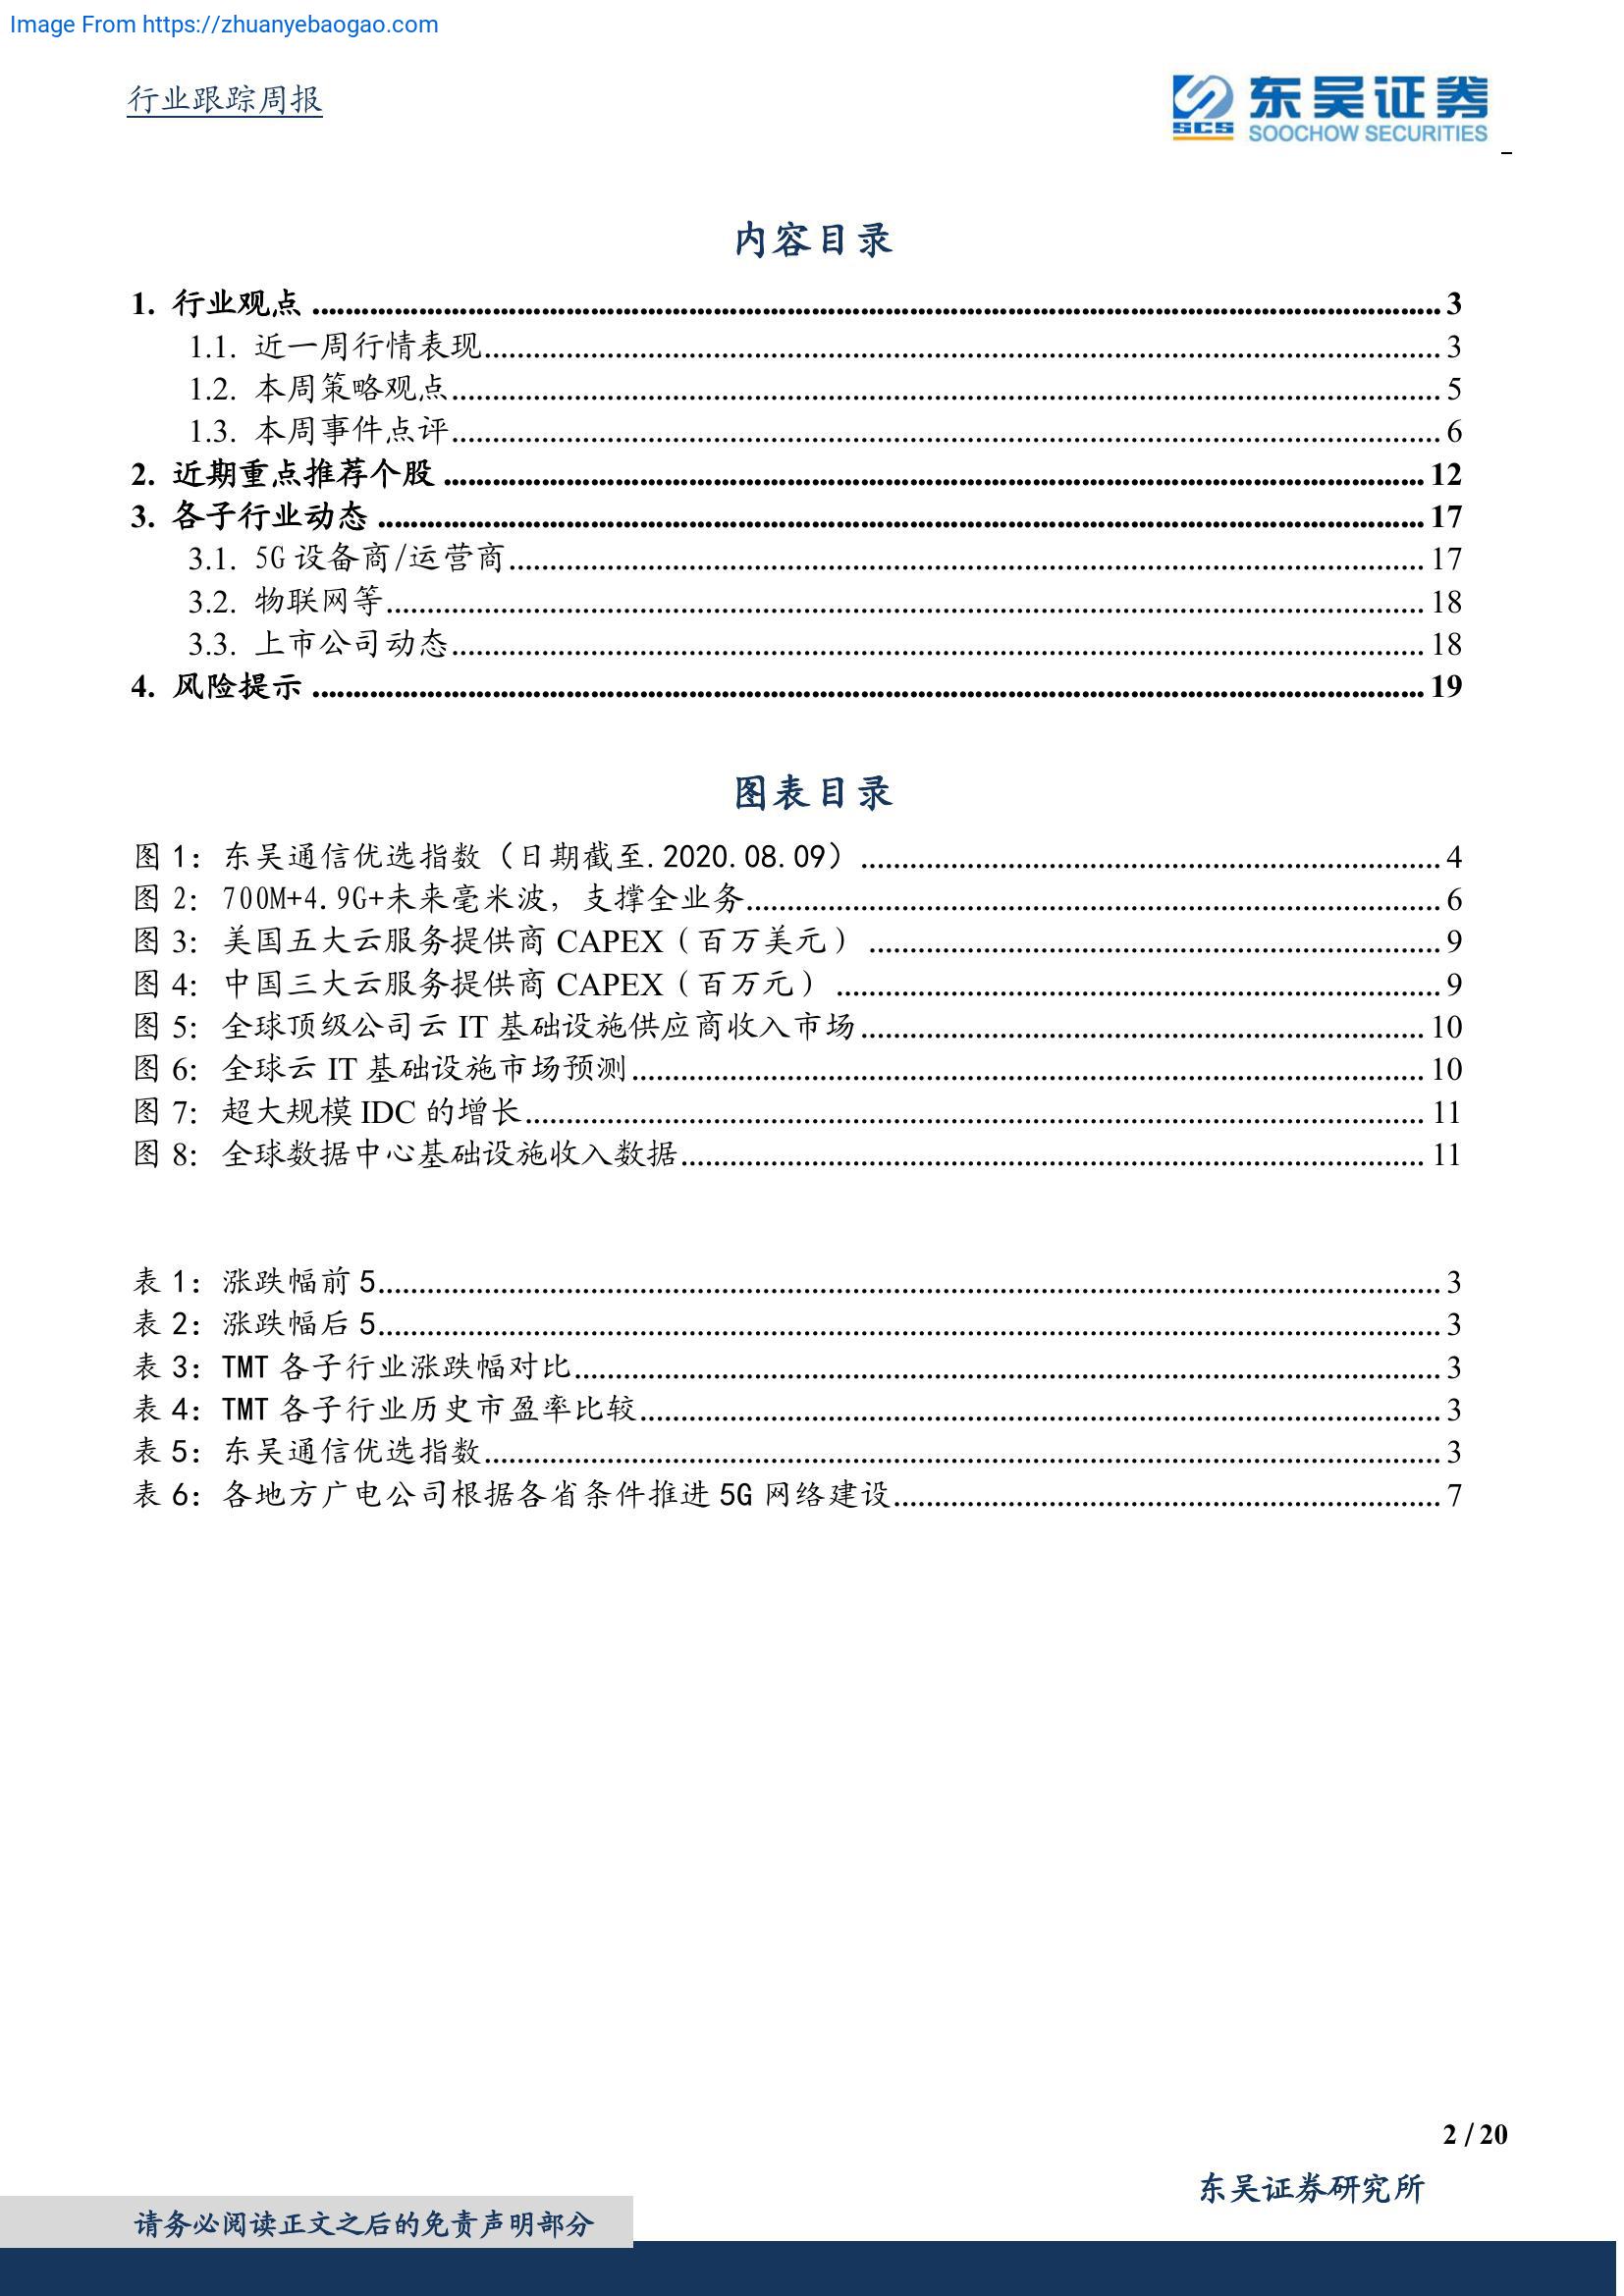 Image From https://zhuanyebaogao.com
行业跟踪周报
SCS 东吴证券
SOOCHOW SECURITIES
内容目录
1. 行业观点 ........ 3
1.1. 近一周行情表现 ........ 3
1.2. 本周策略观点 ........ 5
1.3. 本周事件点评 ........ 6
2. 近期重点推荐个股 ........ 12
3. 各子行业动态 ........ 17
3.1. 5G 设备商/运营商 ........ 17
3.2. 物联网等 ........ 18
3.3. 上市公司动态 ........ 18
4. 风险提示 ........ 19
图表目录
图 1：东吴通信优选指数（日期截至.2020.08.09） ........ 4
图 2：700M+4.9G+未来毫米波，支撑全业务 ........ 6
图 3：美国五大云服务提供商 CAPEX（百万美元） ........ 9
图 4：中国三大云服务提供商 CAPEX（百万元） ........ 9
图 5：全球顶级公司云 IT 基础设施供应商收入市场 ........ 10
图 6：全球云 IT 基础设施市场预测 ........ 10
图 7：超大规模 IDC 的增长 ........ 11
图 8：全球数据中心基础设施收入数据 ........ 11
表 1：涨跌幅前 5 ........ 3
表 2：涨跌幅后 5 ........ 3
表 3：TMT 各子行业涨跌幅对比 ........ 3
表 4：TMT 各子行业历史市盈率比较 ........ 3
表 5：东吴通信优选指数 ........ 3
表 6：各地方广电公司根据各省条件推进 5G 网络建设 ........ 7
2 / 20
东吴证券研究所
请务必阅读正文之后的免责声明部分